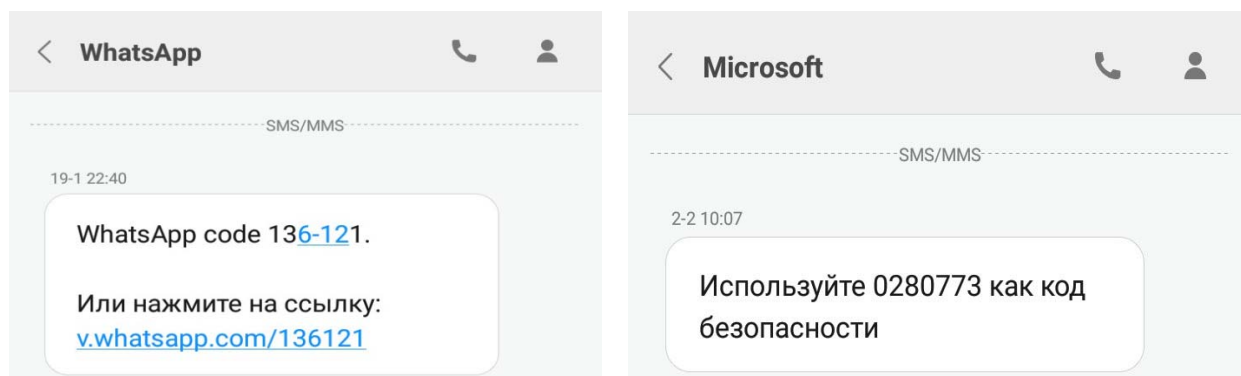 WhatsApp
SMS/MMS
19-1 22:40
WhatsApp code 136-121.
Или нажмите на ссылку:
v.whatsapp.com/136121
Microsoft
SMS/MMS
2-2 10:07
Используйте 0280773 как код
безопасности